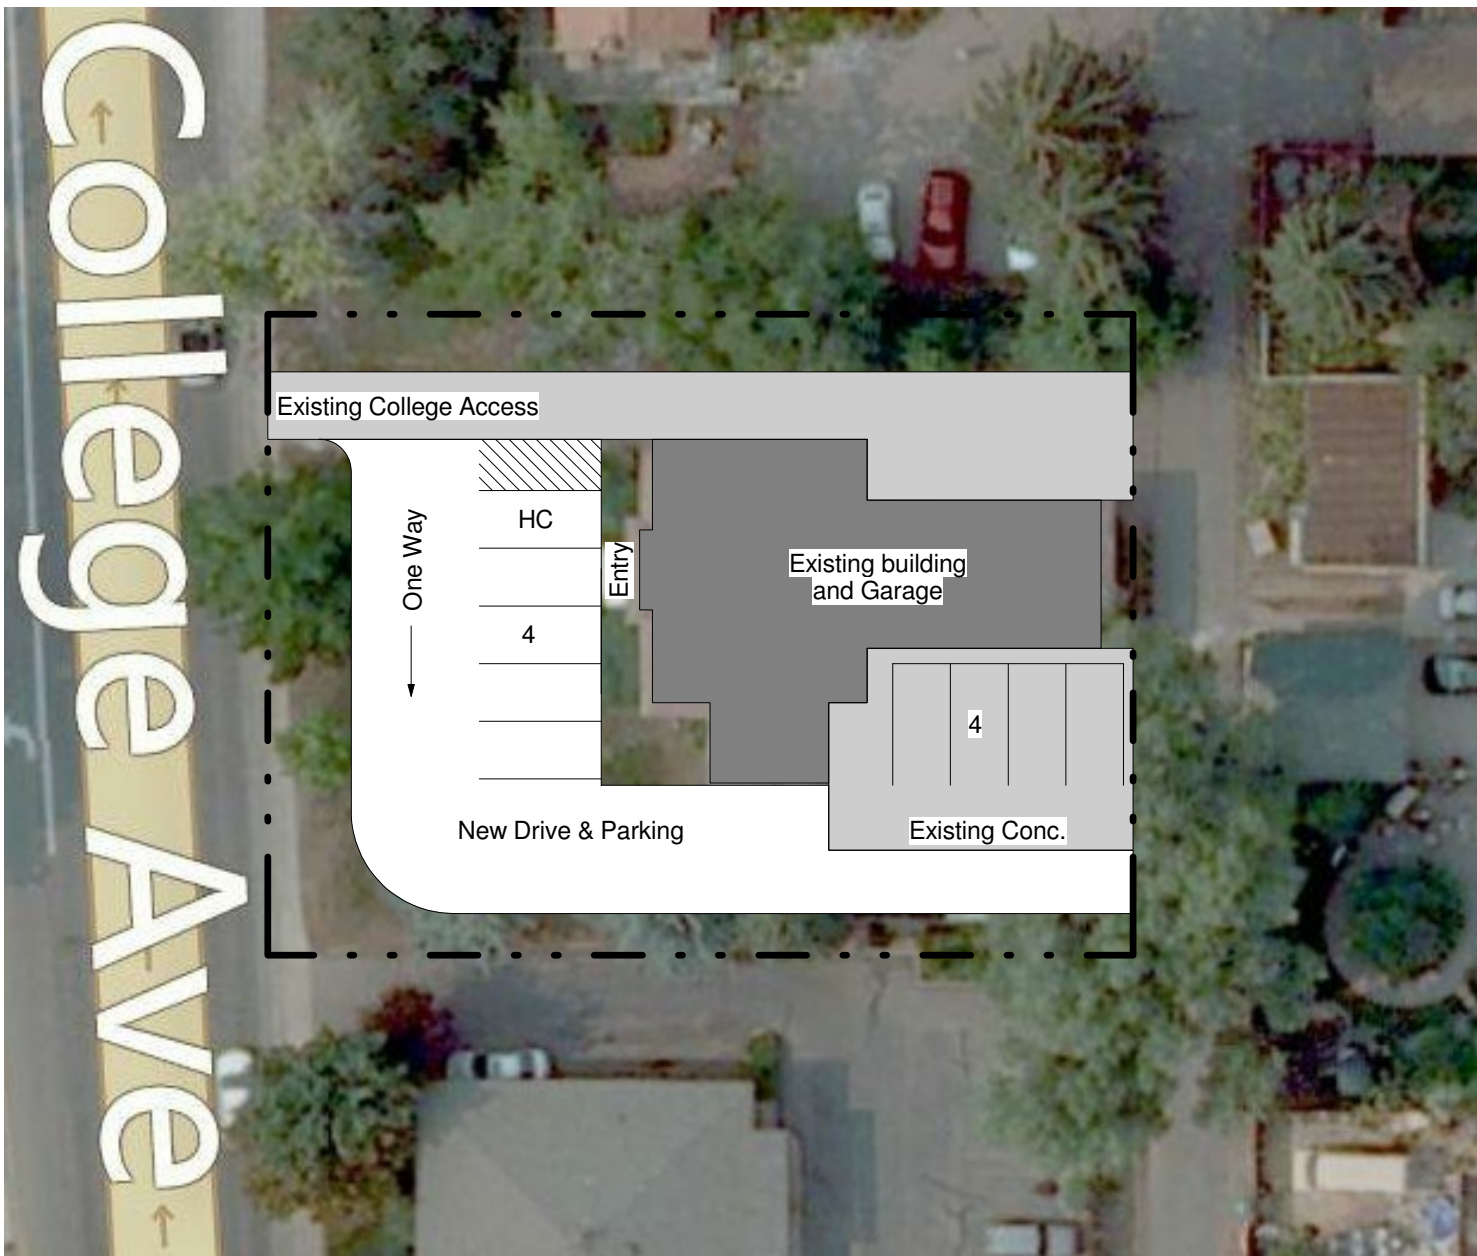 College Ave
Existing College Access
HC
One Way
Entry
Existing building
and Garage
4
4
New Drive & Parking
Existing Conc.